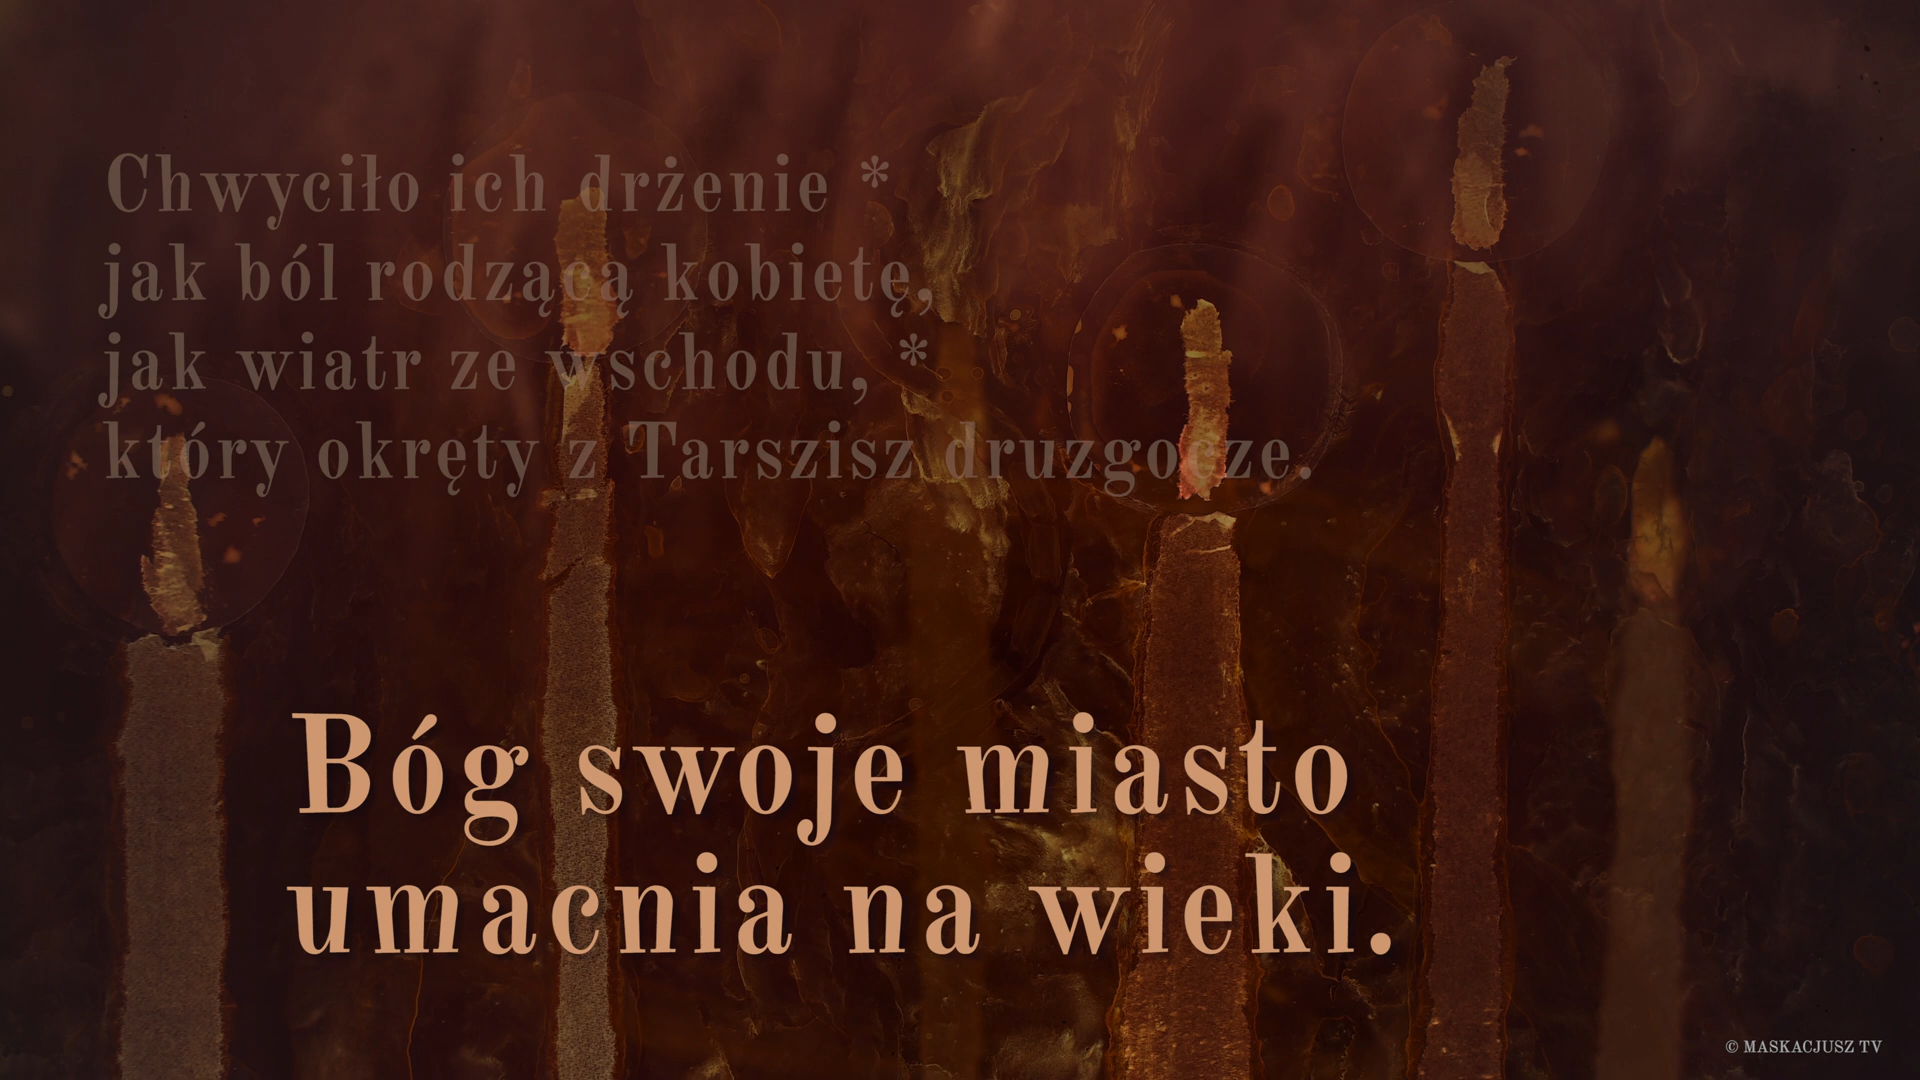 Chwyciło ich drżenie *
jak ból rodzącą kobietę,
jak wiatr ze wschodu, *
który okręty z Tarszisz druzgocze.
Bóg swoje miasto
umacnia na wieki.
© MASKACJUSZ TV